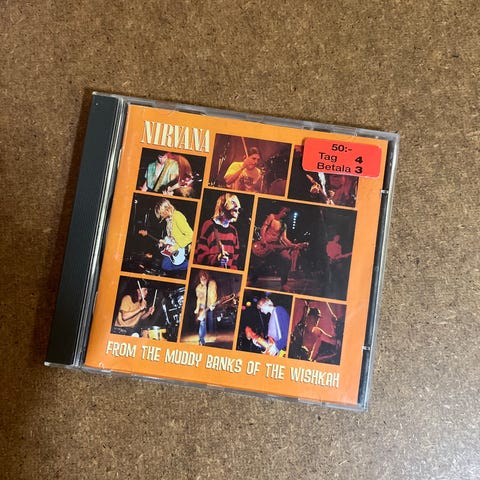 NIRVANA
50:-
Tag 4
Betala 3
FROM THE MUDDY BANKS OF THE WISHKAH